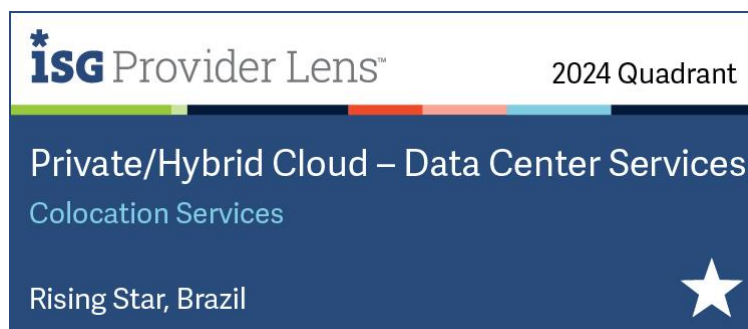 *ISG Provider Lens™
2024 Quadrant
Private/Hybrid Cloud – Data Center Services
Colocation Services
Rising Star, Brazil